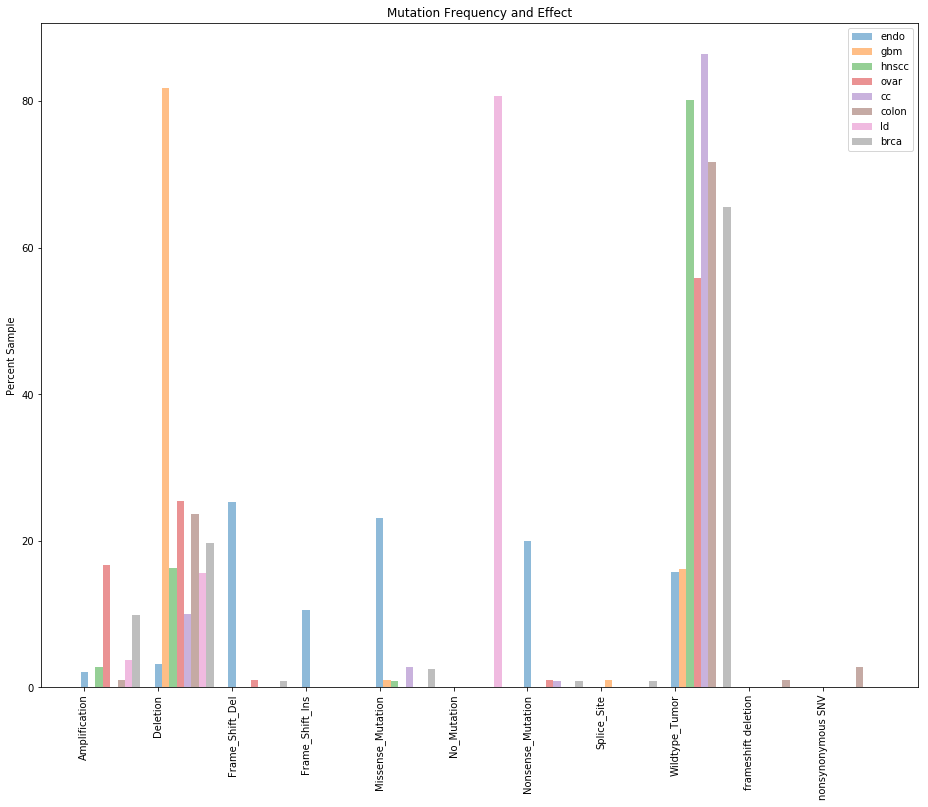 Mutation Frequency and Effect
endo
gbm
hnscc
ovar
cc
colon
ld
brca
Percent Sample
80
60
40
20
0
Amplification
Deletion
Frame_Shift_Del
Frame_Shift_Ins
Missense_Mutation
No_Mutation
Nonsense_Mutation
Splice_Site
Wildtype_Tumor
frameshift deletion
nonsynonymous SNV